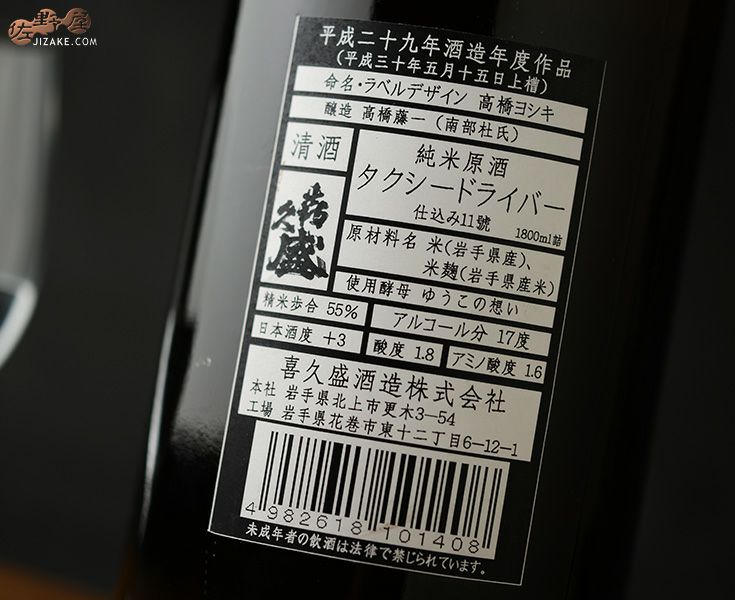 佐野屋
JIZAKE.COM
平成二十九年酒造年度作品
(平成三十年五月十五日上槽)
命名・ラベルデザイン 高橋ヨシキ
醸造 高橋藤一(南部杜氏)
清酒
純米原酒
タクシードライバー
仕込み11號
1800ml詰
喜久盛
原材料名 米(岩手県産)、
米麹(岩手県産米)
使用酵母 ゆうこの想い
精米歩合 55%
アルコール分 17度
日本酒度 +3
酸度 1.8
アミノ酸度 1.6
喜久盛酒造株式会社
本社 岩手県北上市更木3-54
工場 岩手県花巻市東十二丁目6-12-1
4982618101408
未成年者の飲酒は法律で禁じられています。